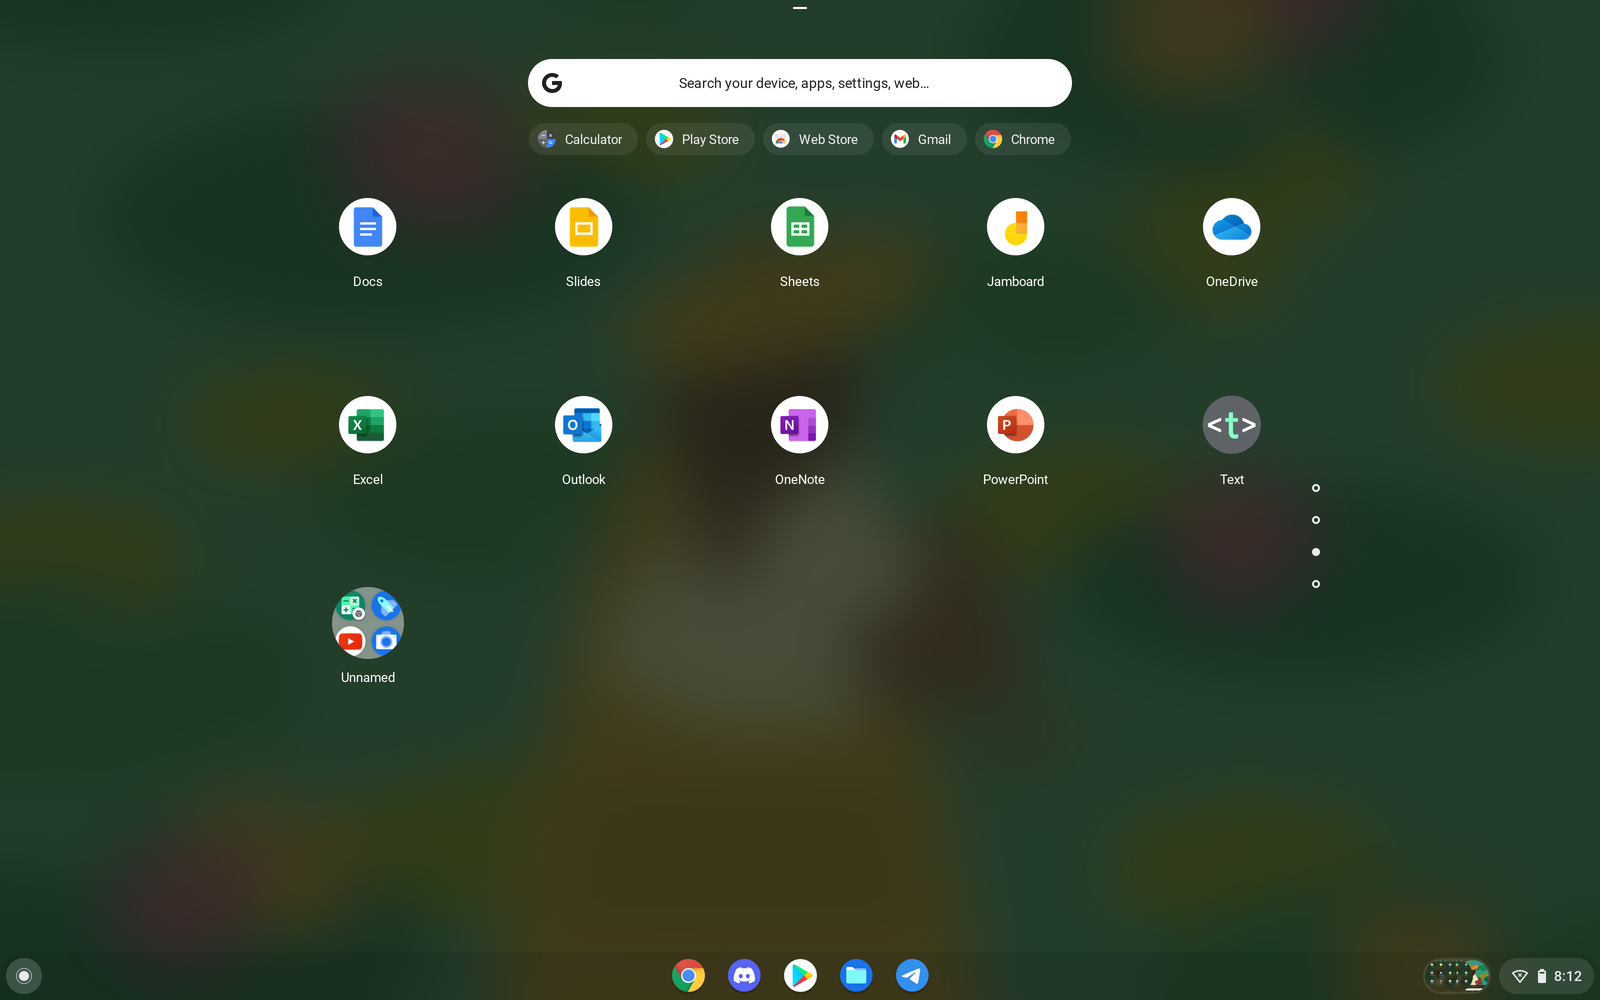 Search your device, apps, settings, web...
Calculator
Play Store
Web Store
Gmail
Chrome
Docs
Slides
Sheets
Jamboard
OneDrive
Excel
Outlook
OneNote
PowerPoint
<t>
Text
Unnamed
8:12